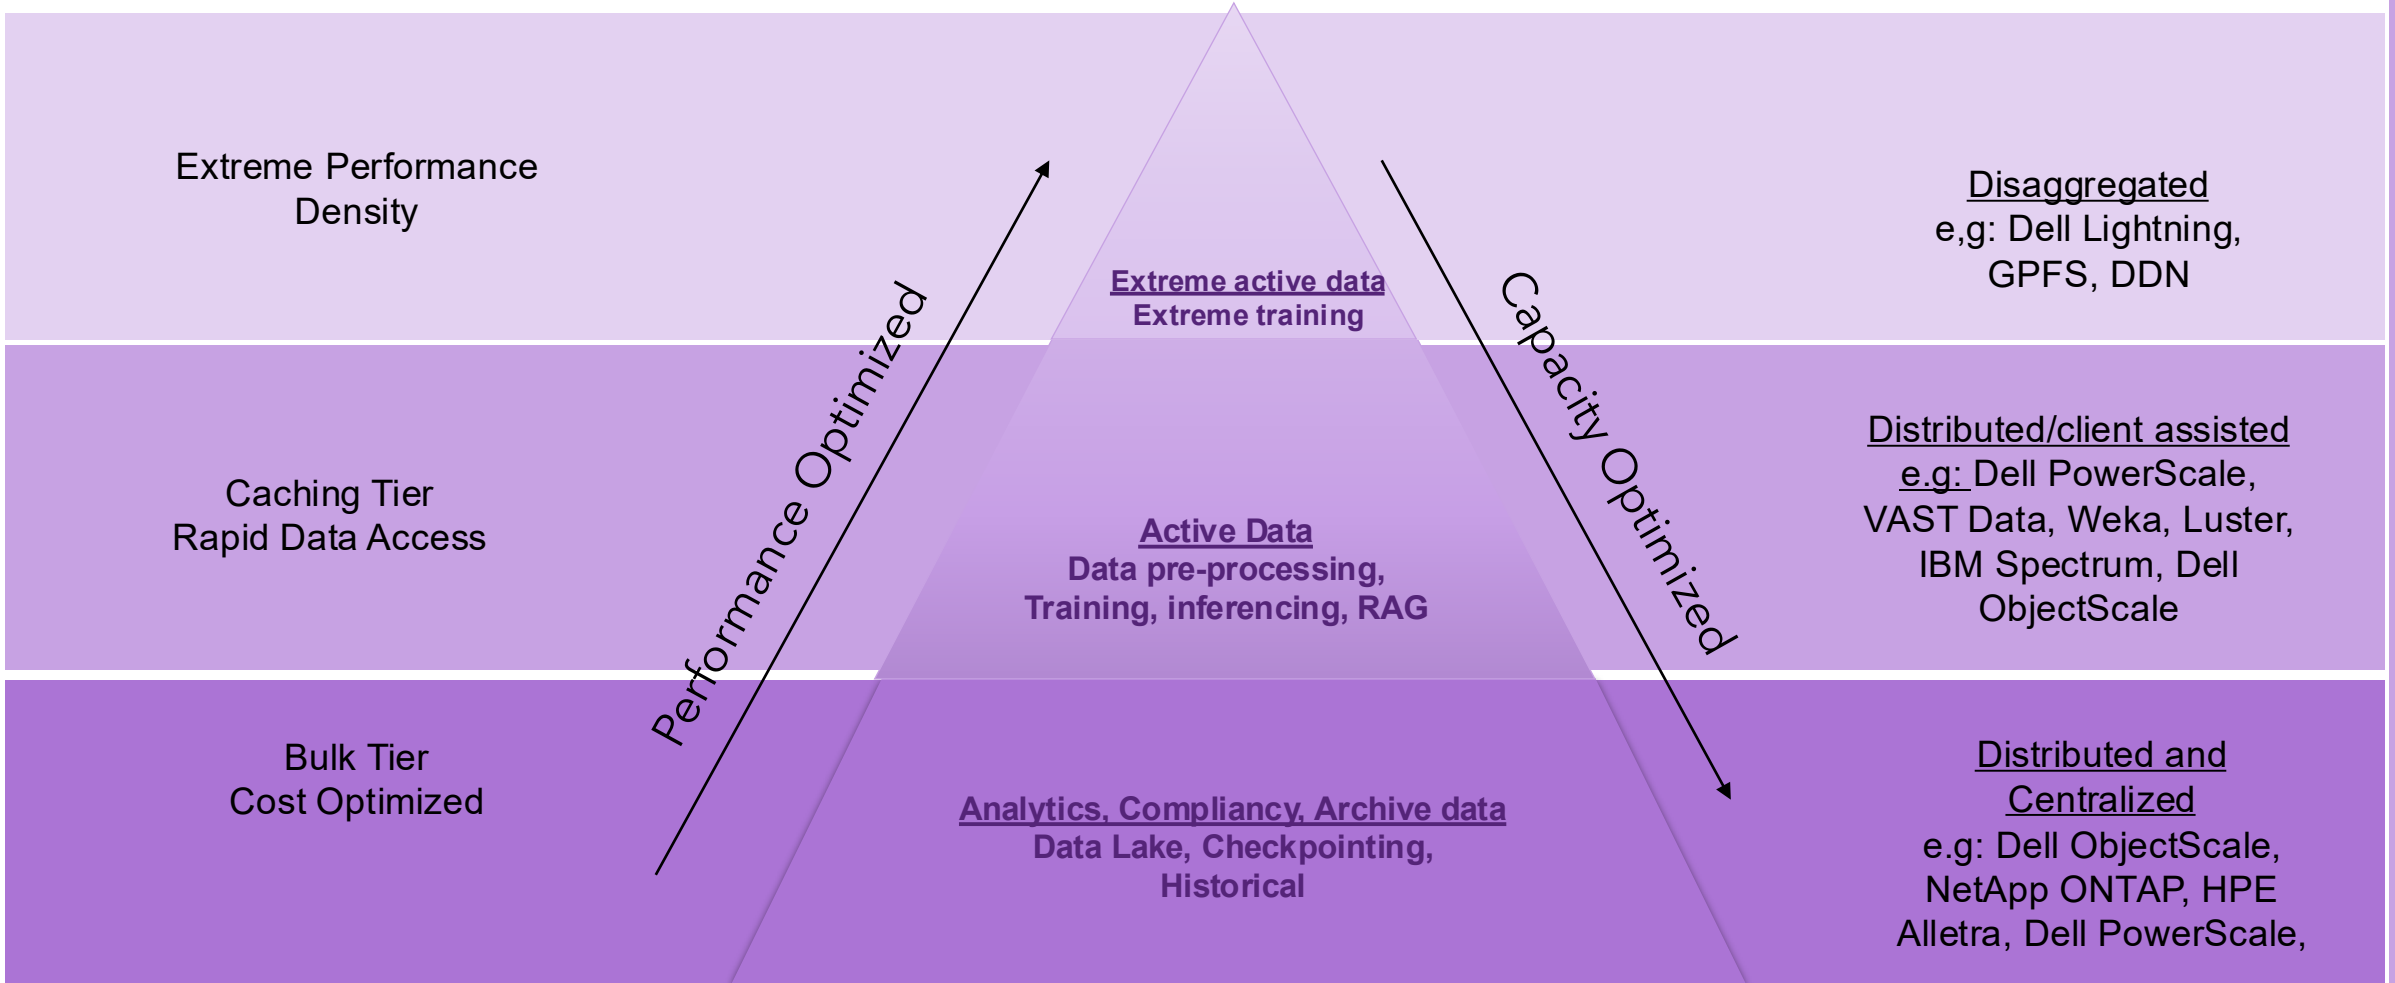 Extreme Performance
Density
Extreme active data
Extreme training
Disaggregated
e,g: Dell Lightning,
GPFS, DDN
Performance Optimized
Capacity Optimized
Caching Tier
Rapid Data Access
Active Data
Data pre-processing,
Training, inferencing, RAG
Distributed/client assisted
e.g: Dell PowerScale,
VAST Data, Weka, Luster,
IBM Spectrum, Dell
ObjectScale
Bulk Tier
Cost Optimized
Analytics, Compliancy, Archive data
Data Lake, Checkpointing,
Historical
Distributed and
Centralized
e.g: Dell ObjectScale,
NetApp ONTAP, HPE
Alletra, Dell PowerScale,